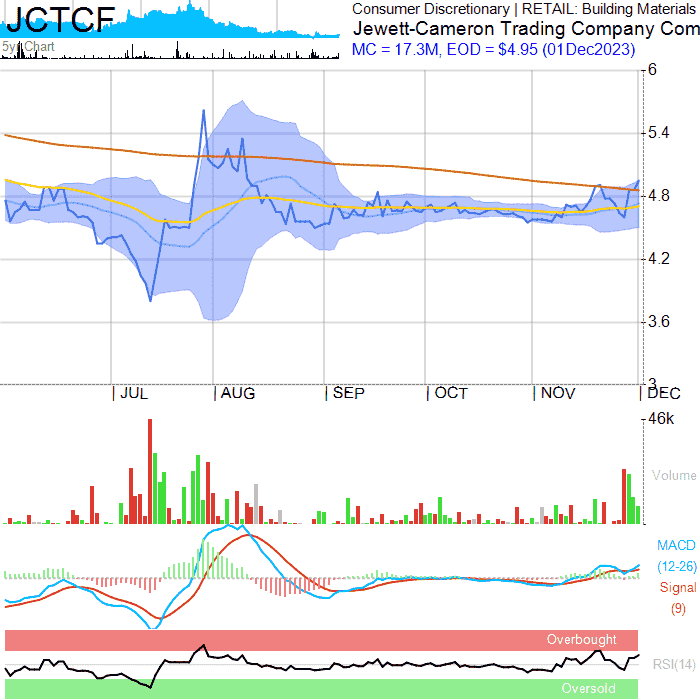 JCTCF
5yr Chart
Consumer Discretionary | RETAIL: Building Materials
Jewett-Cameron Trading Company Com
MC = 17.3M, EOD = $4.95 (01Dec2023)
6
5.4
4.8
4.2
3.6
3
JUL AUG SEP OCT NOV DEC
46k
Volume
MACD
(12-26)
Signal
(9)
Overbought
RSI(14)
Oversold